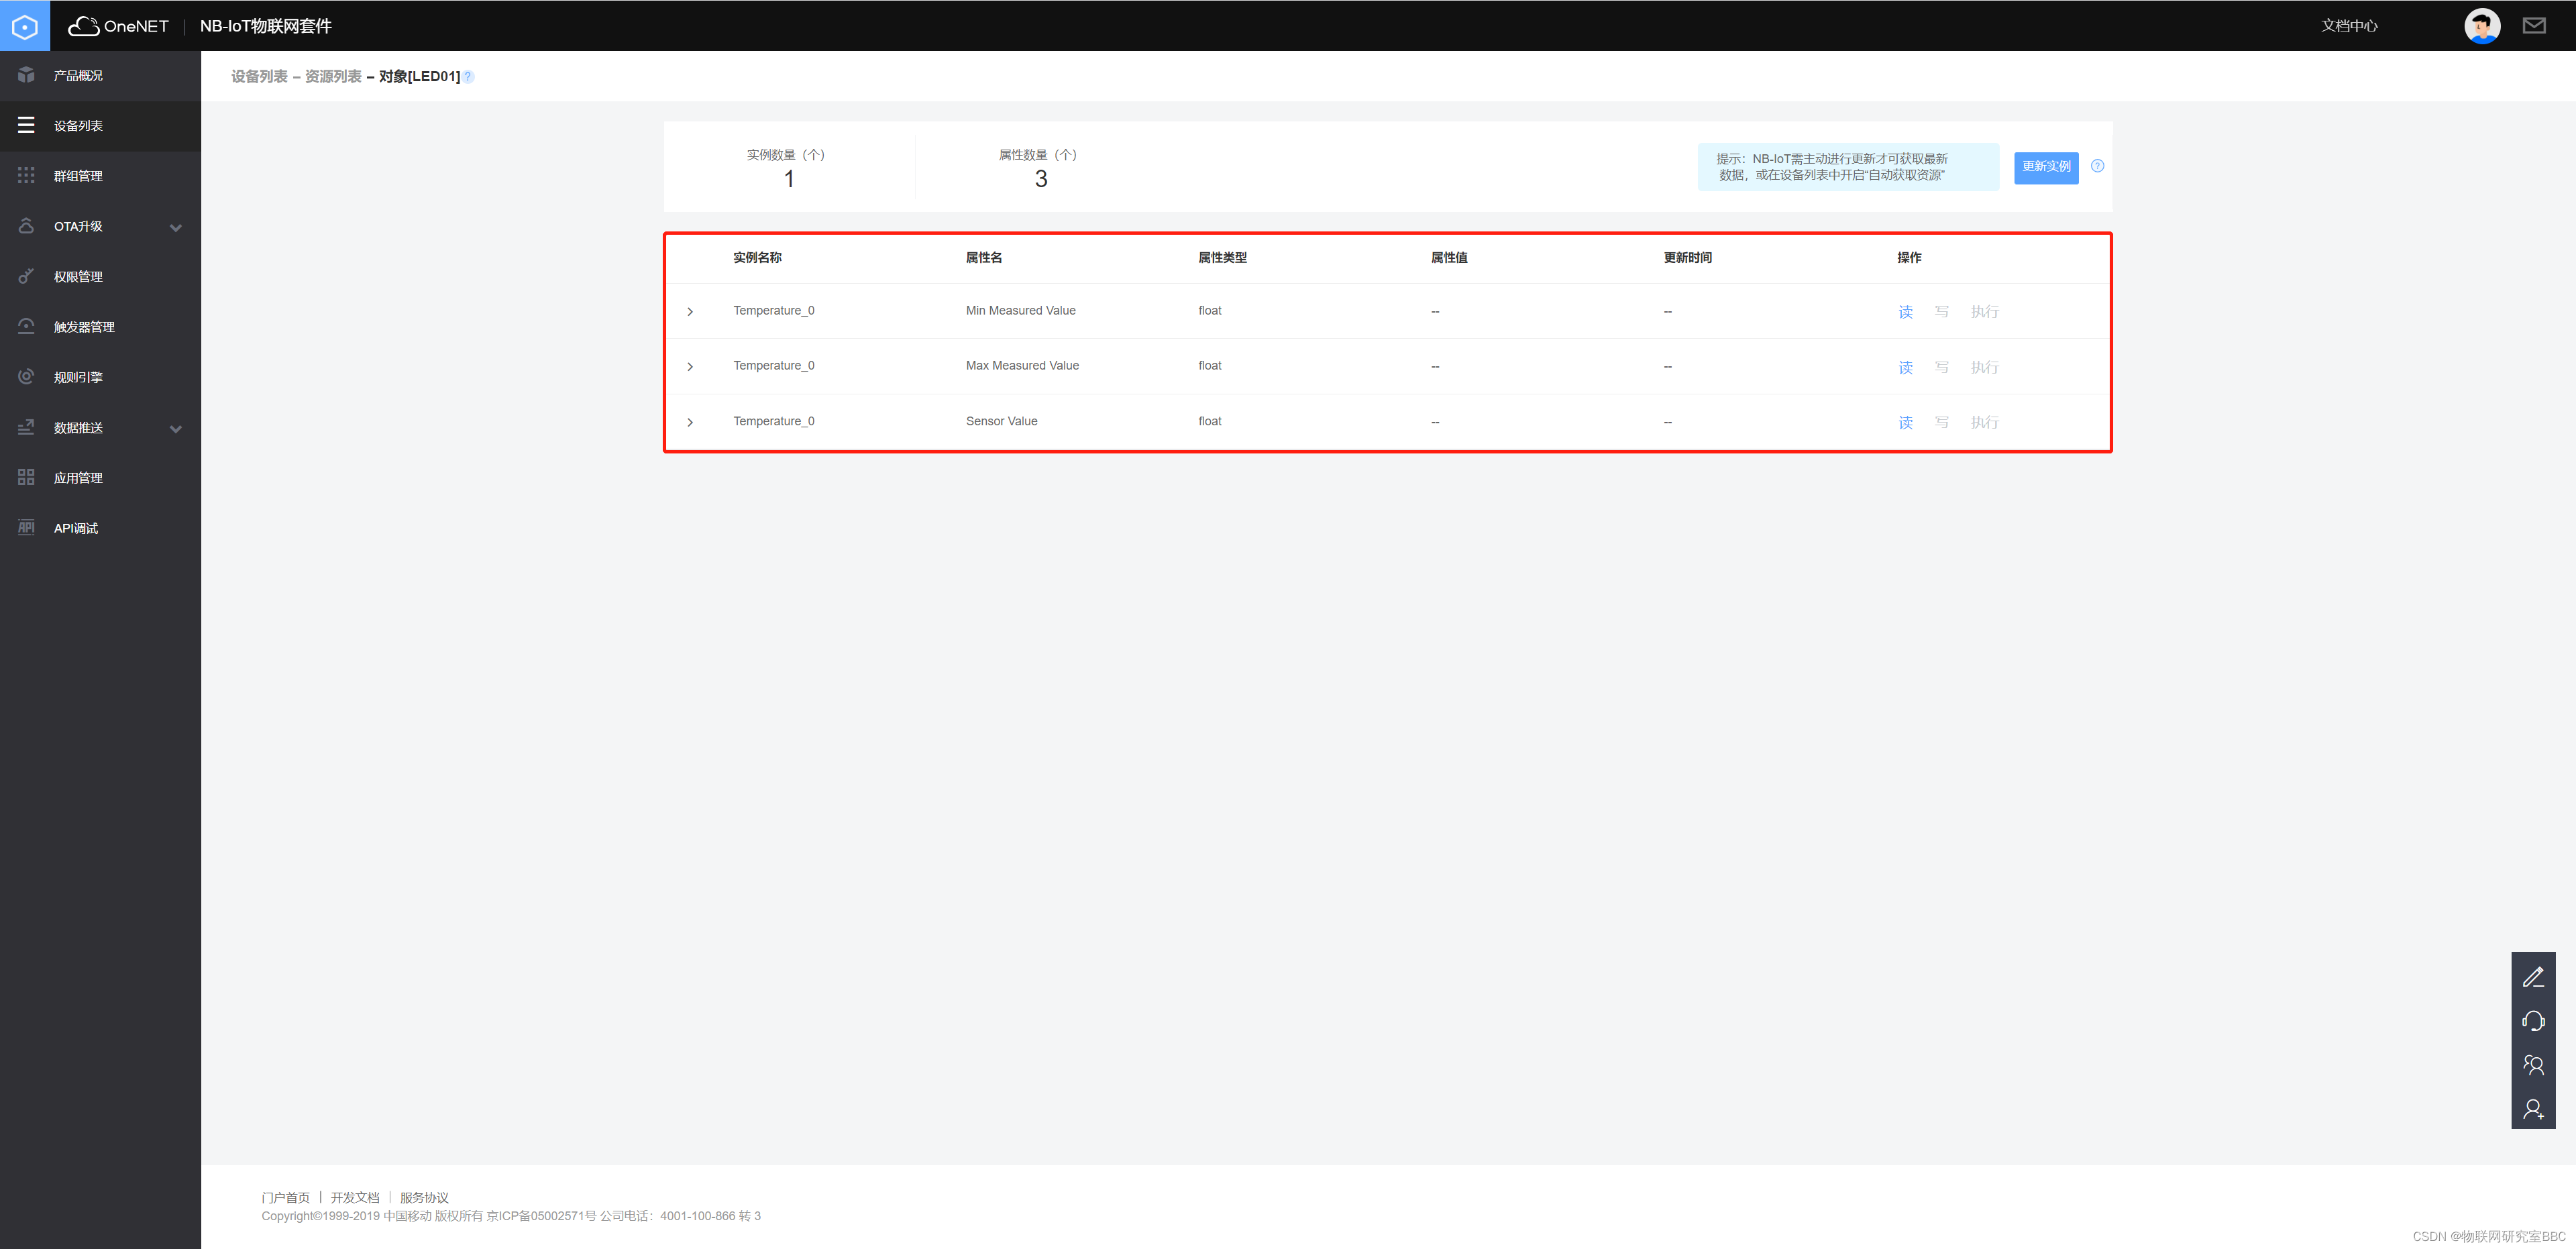 OneNET | NB-IoT物联网套件 文档中心
产品概况
设备列表
群组管理
OTA升级
权限管理
触发器管理
规则引擎
数据推送
应用管理
API API调试
设备列表 – 资源列表 – 对象[LED01] ?
实例数量（个） 属性数量（个）
1 3
提示：NB-IoT需主动进行更新才可获取最新
数据，或在设备列表中开启“自动获取资源”
更新实例 ?
实例名称 属性名 属性类型 属性值 更新时间 操作
Temperature_0 Min Measured Value float -- -- 读 写 执行
Temperature_0 Max Measured Value float -- -- 读 写 执行
Temperature_0 Sensor Value float -- -- 读 写 执行
门户首页 | 开发文档 | 服务协议
Copyright©1999-2019 中国移动 版权所有 京ICP备05002571号 公司电话：4001-100-866 转 3
CSDN @物联网研究室BBC